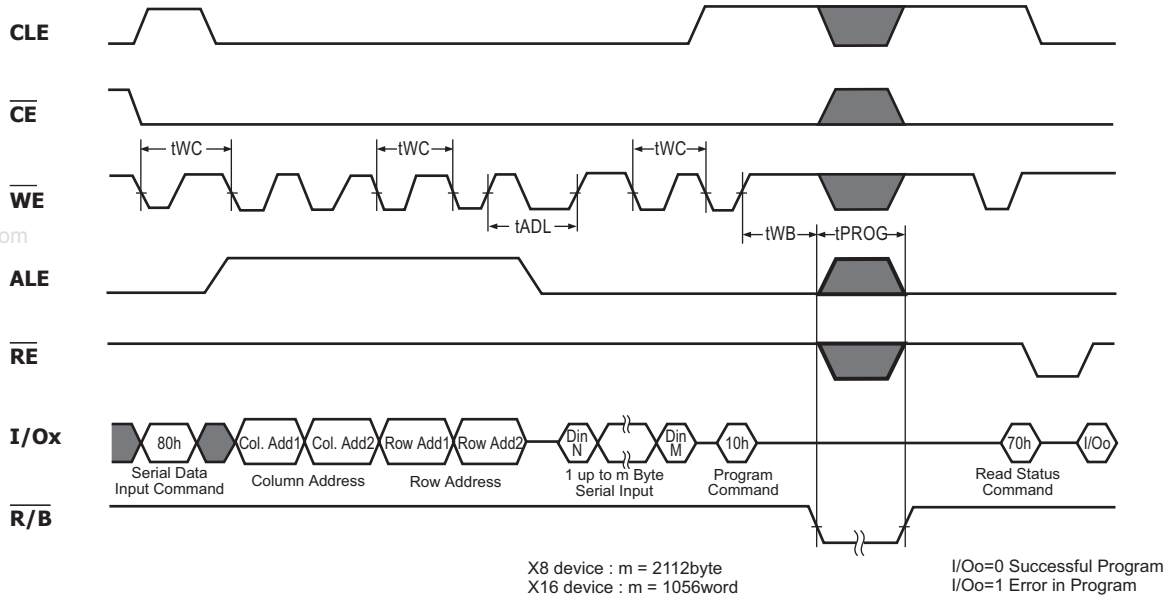 CLE
CE
tWC
tWC
tWC
WE
om
tADL
tWB
tPROG
ALE
RE
I/Ox
80h
Col. Add1
Col. Add2
Row Add1
Row Add2
Din
N
Din
M
10h
70h
I/Oo
Serial Data
Input Command
Column Address
Row Address
1 up to m Byte
Serial Input
Program
Command
Read Status
Command
R/B
X8 device : m = 2112byte
X16 device : m = 1056word
I/Oo=0 Successful Program
I/Oo=1 Error in Program